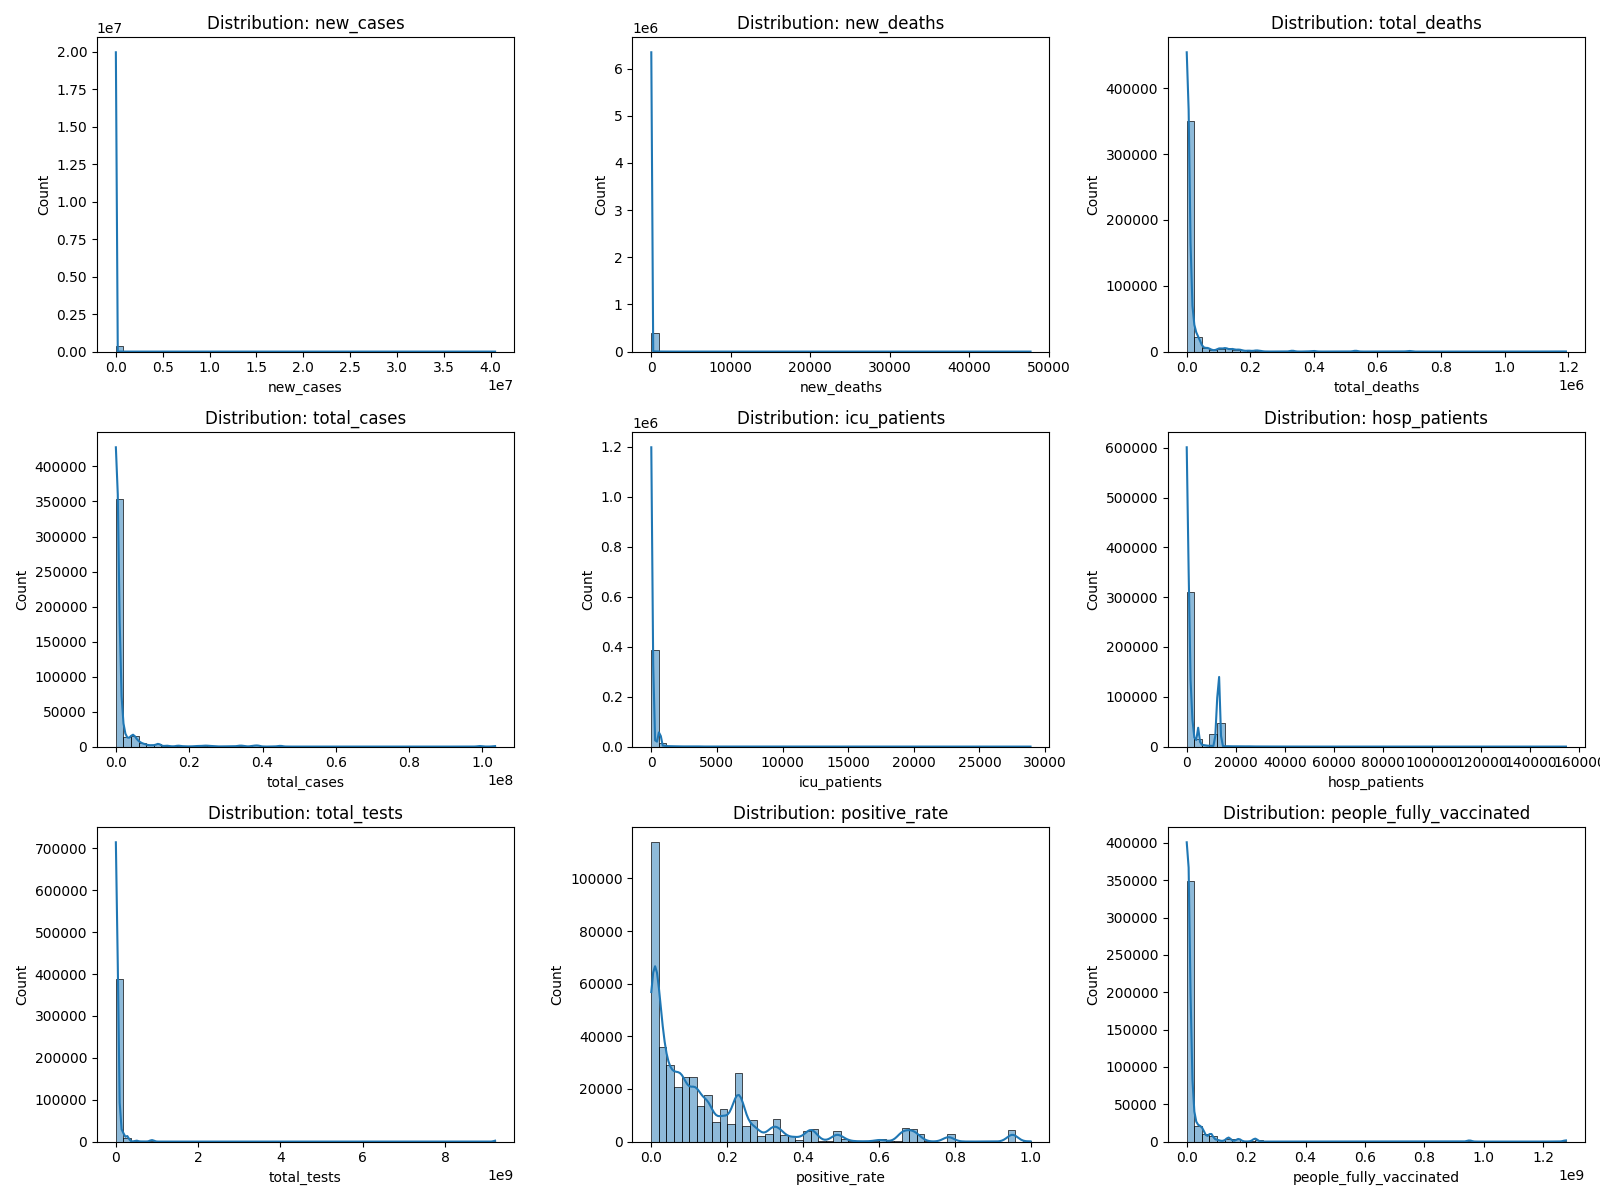 Distribution: new_cases
1e7
2.00
1.75
1.50
1.25
1.00
0.75
0.50
0.25
0.00
Count
0.0 0.5 1.0 1.5 2.0 2.5 3.0 3.5 4.0
1e7
new_cases
Distribution: new_deaths
1e6
6
5
4
3
2
1
0
Count
0 10000 20000 30000 40000 50000
new_deaths
Distribution: total_deaths
400000
300000
200000
100000
0
Count
0.0 0.2 0.4 0.6 0.8 1.0 1.2
1e6
total_deaths
Distribution: total_cases
400000
350000
300000
250000
200000
150000
100000
50000
0
Count
0.0 0.2 0.4 0.6 0.8 1.0
1e8
total_cases
Distribution: icu_patients
1e6
1.2
1.0
0.8
0.6
0.4
0.2
0.0
Count
0 5000 10000 15000 20000 25000 30000
icu_patients
Distribution: hosp_patients
600000
500000
400000
300000
200000
100000
0
Count
0 20000 40000 60000 80000 100000 120000 140000 160000
hosp_patients
Distribution: total_tests
700000
600000
500000
400000
300000
200000
100000
0
Count
0 2 4 6 8
1e9
total_tests
Distribution: positive_rate
100000
80000
60000
40000
20000
0
Count
0.0 0.2 0.4 0.6 0.8 1.0
positive_rate
Distribution: people_fully_vaccinated
400000
350000
300000
250000
200000
150000
100000
50000
0
Count
0.0 0.2 0.4 0.6 0.8 1.0 1.2
1e9
people_fully_vaccinated